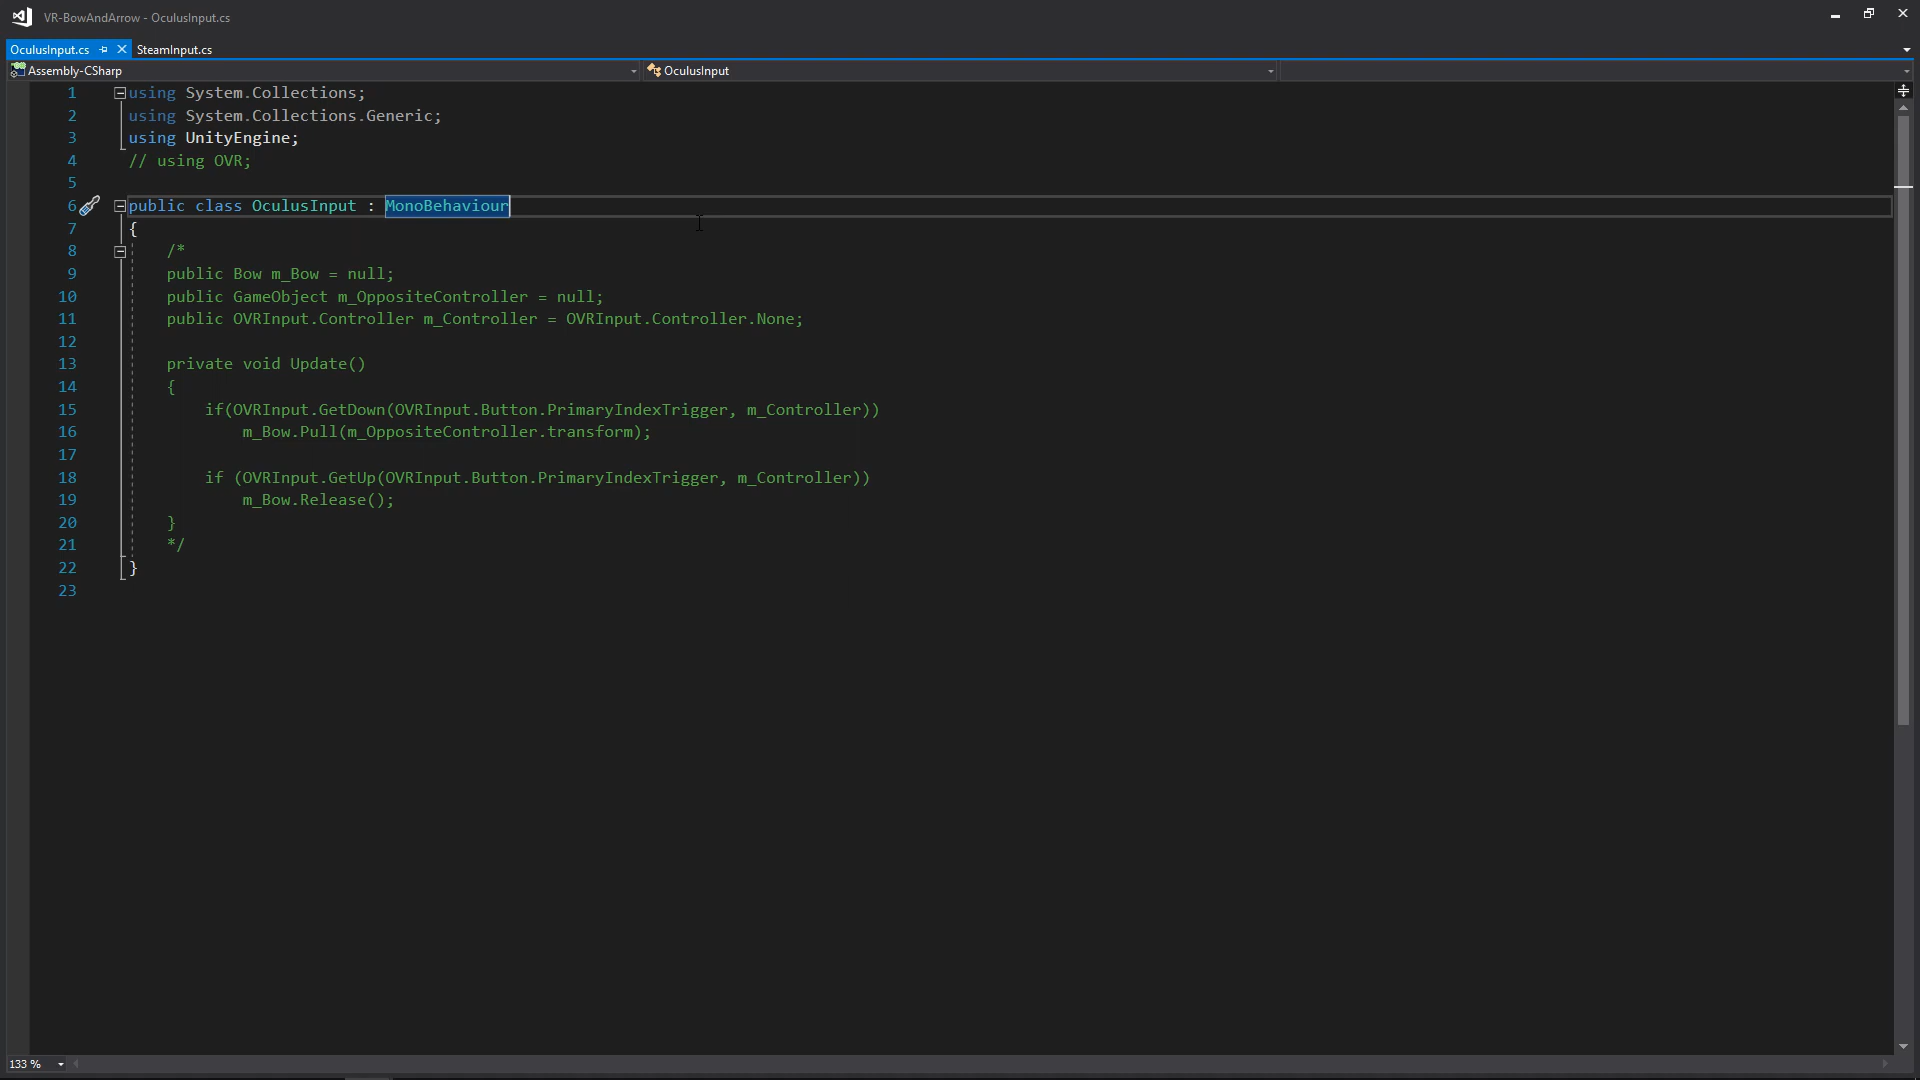 VR-BowAndArrow - OculusInput.cs
OculusInput.cs SteamInput.cs
Assembly-CSharp OculusInput
1 using System.Collections;
2 using System.Collections.Generic;
3 using UnityEngine;
4 // using OVR;
5
6 public class OculusInput : MonoBehaviour
7 {
8 /*
9 public Bow m_Bow = null;
10 public GameObject m_OppositeController = null;
11 public OVRInput.Controller m_Controller = OVRInput.Controller.None;
12
13 private void Update()
14 {
15 if(OVRInput.GetDown(OVRInput.Button.PrimaryIndexTrigger, m_Controller))
16 m_Bow.Pull(m_OppositeController.transform);
17
18 if (OVRInput.GetUp(OVRInput.Button.PrimaryIndexTrigger, m_Controller))
19 m_Bow.Release();
20 }
21 */
22 }
23
133 %